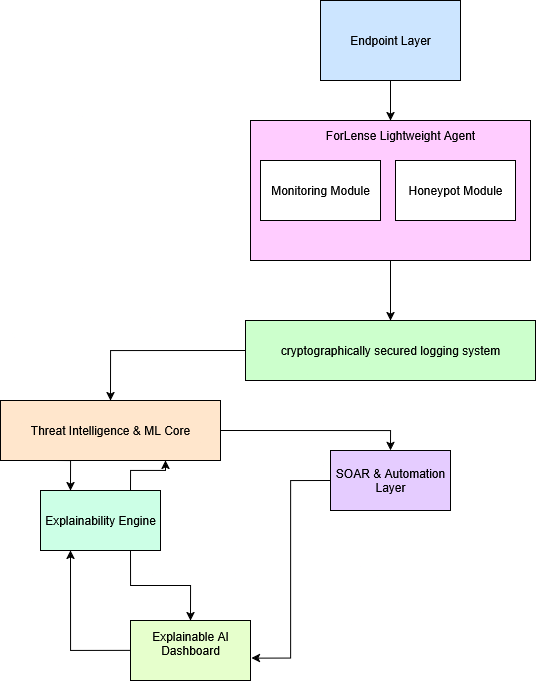 Endpoint Layer
ForLense Lightweight Agent
Monitoring Module
Honeypot Module
cryptographically secured logging system
Threat Intelligence & ML Core
SOAR & Automation
Layer
Explainability Engine
Explainable AI
Dashboard